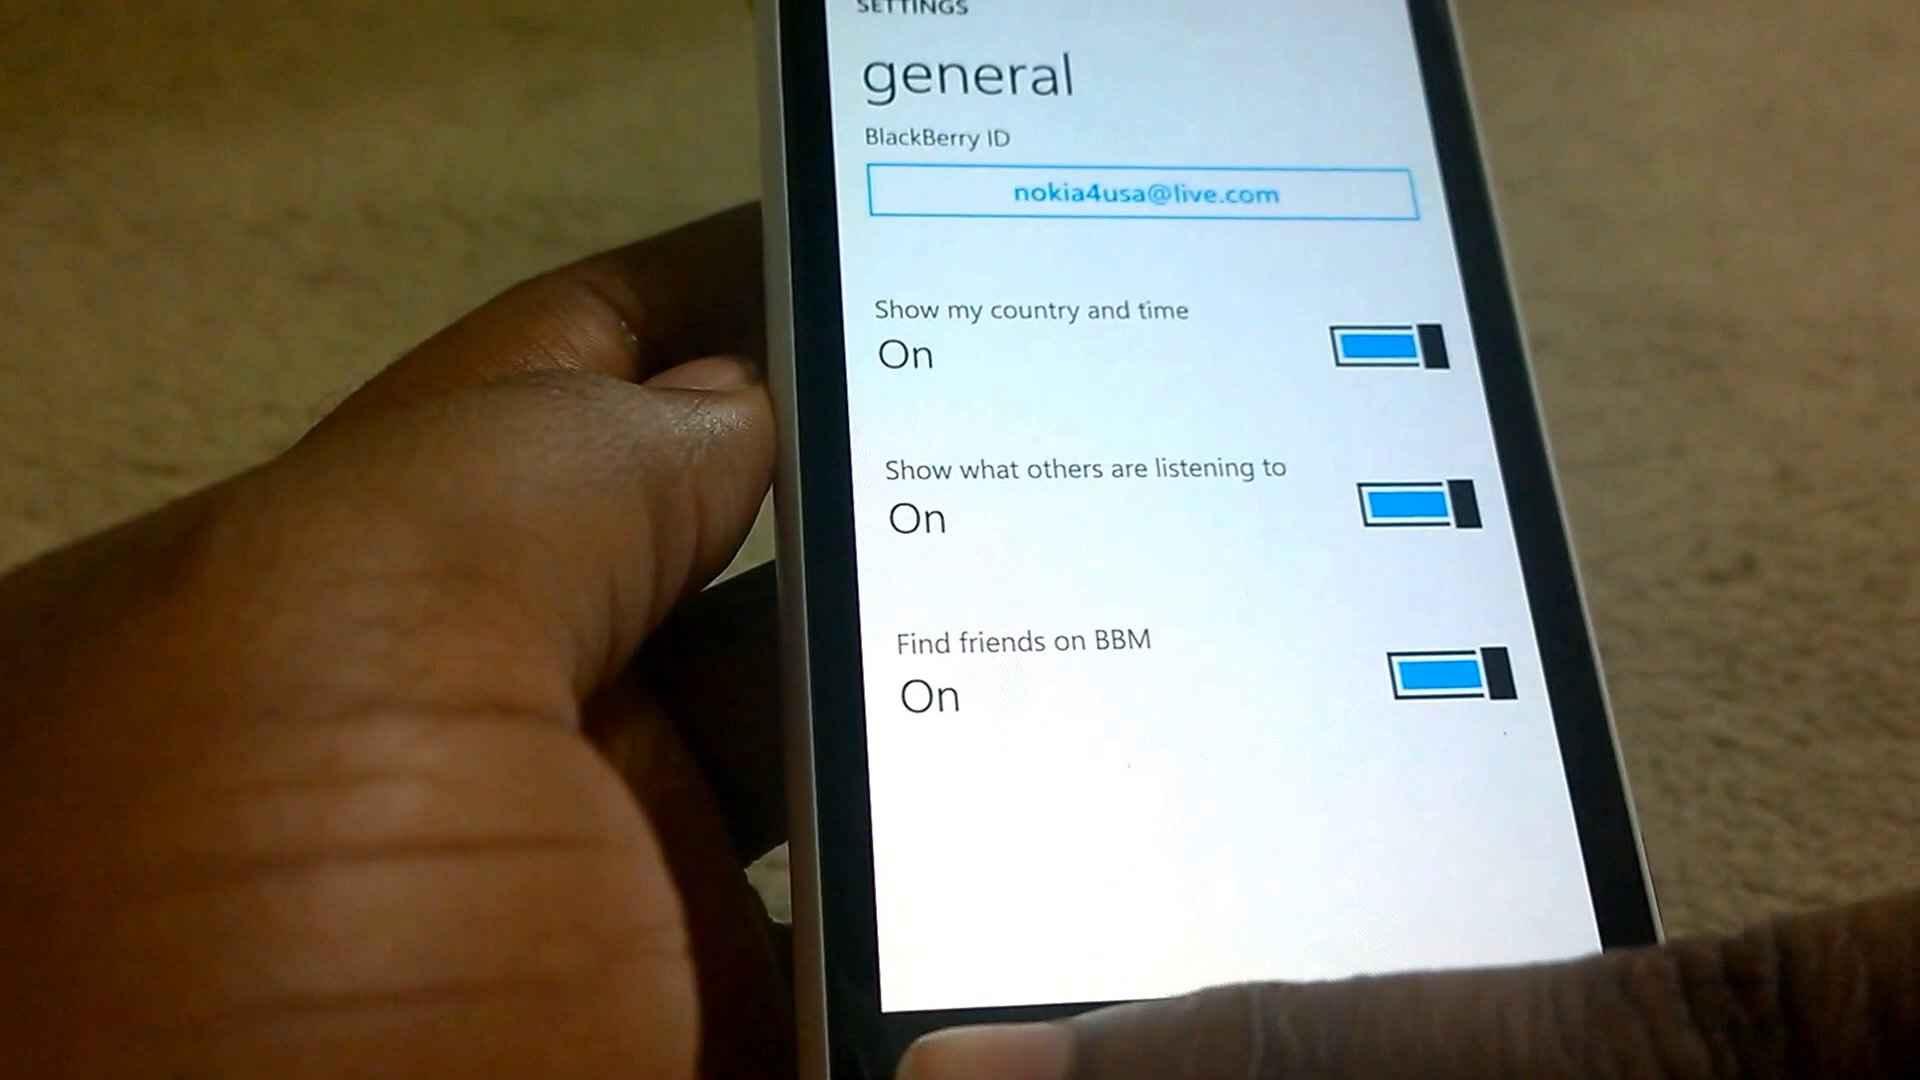 SETTINGS
general
BlackBerry ID
nokia4usa@live.com
Show my country and time
On
Show what others are listening to
On
Find friends on BBM
On